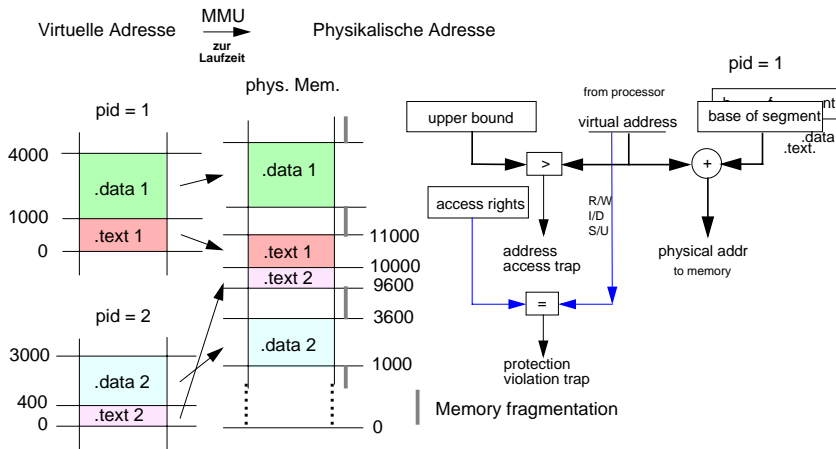 Virtuelle Adresse
MMU
zur
Laufzeit
Physikalische Adresse
pid = 1
4000
.data 1
1000
.text 1
0
pid = 2
3000
.data 2
400
.text 2
0
phys. Mem.
.data 1
11000
.text 1
10000
.text 2
9600
3600
.data 2
1000
0
Memory fragmentation
pid = 1
from processor
upper bound
virtual address
base of segment
.data
.text.
>
+
access rights
R/W
I/D
S/U
address
access trap
physical addr
to memory
=
protection
violation trap